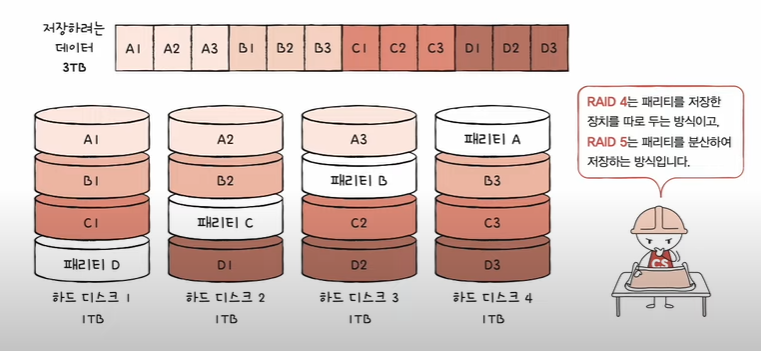 저장하려는
데이터
3TB
A1 A2 A3 B1 B2 B3 C1 C2 C3 D1 D2 D3
RAID 4는 패리티를 저장한
장치를 따로 두는 방식이고,
RAID 5는 패리티를 분산하여
저장하는 방식입니다.
A1 A2 A3 패리티 A
B1 B2 패리티 B B3
C1 패리티 C C2 C3
패리티 D D1 D2 D3
하드 디스크 1 하드 디스크 2 하드 디스크 3 하드 디스크 4
1TB 1TB 1TB 1TB
CS